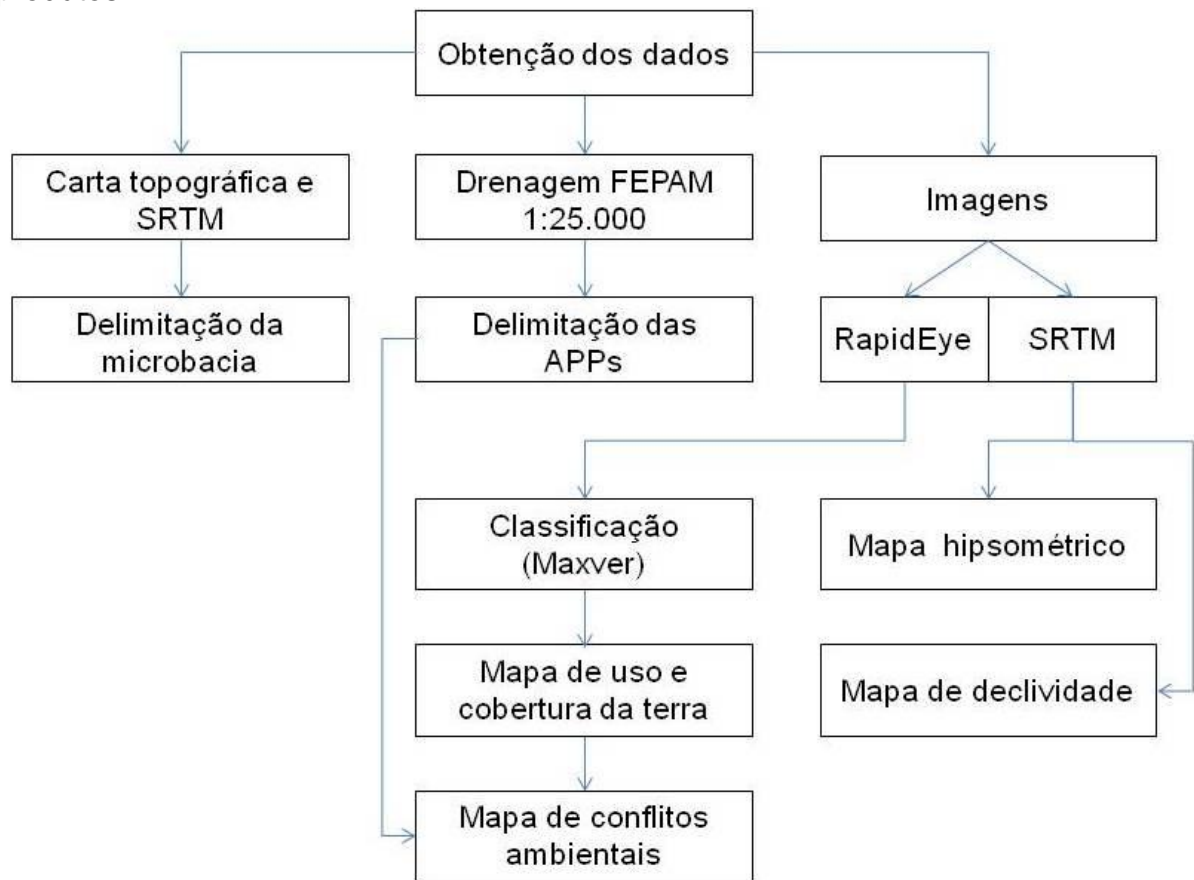 Obtenção dos dados
Carta topográfica e
SRTM
Drenagem FEPAM
1:25.000
Imagens
Delimitação da
microbacia
Delimitação das
APPs
RapidEye
SRTM
Classificação
(Maxver)
Mapa hipsométrico
Mapa de uso e
cobertura da terra
Mapa de declividade
Mapa de conflitos
ambientais